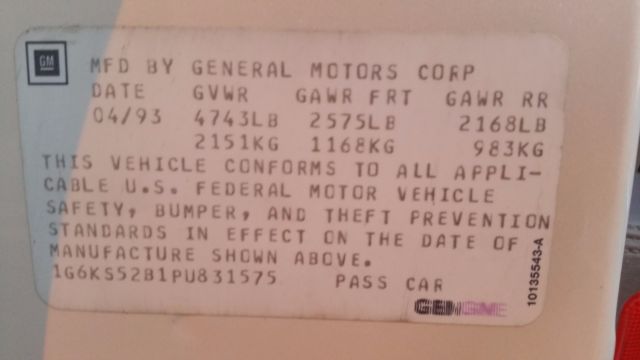 GM
MFD BY GENERAL MOTORS CORP
DATE GVWR GAWR FRT GAWR RR
04/93 4743LB 2575LB 2168LB
2151KG 1168KG 983KG
THIS VEHICLE CONFORMS TO ALL APPLI-
CABLE U.S. FEDERAL MOTOR VEHICLE
SAFETY, BUMPER, AND THEFT PREVENTION
STANDARDS IN EFFECT ON THE DATE OF
MANUFACTURE SHOWN ABOVE.
1G6KS52B1PU831575 PASS CAR
10135543-A